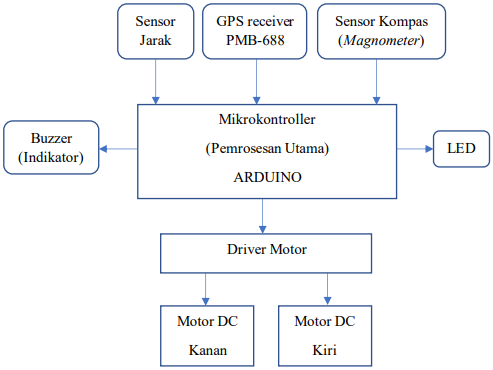 Sensor
Jarak
GPS receiver
PMB-688
Sensor Kompas
(Magnometer)
Buzzer
(Indikator)
Mikrokontroller
(Pemrosesan Utama)
ARDUINO
LED
Driver Motor
Motor DC
Kanan
Motor DC
Kiri